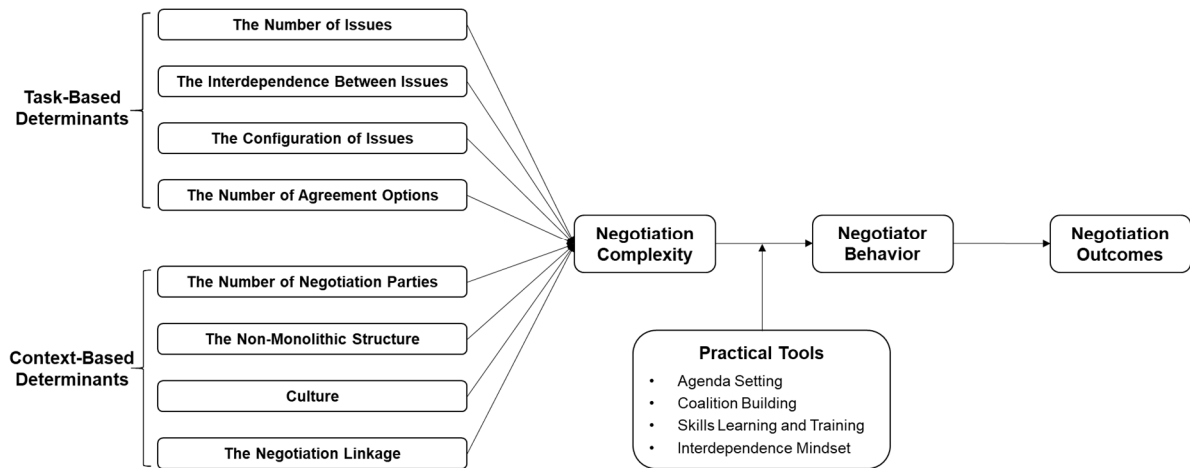 Task-Based
Determinants
The Number of Issues
The Interdependence Between Issues
The Configuration of Issues
The Number of Agreement Options
Context-Based
Determinants
The Number of Negotiation Parties
The Non-Monolithic Structure
Culture
The Negotiation Linkage
Negotiation
Complexity
Negotiator
Behavior
Negotiation
Outcomes
Practical Tools
• Agenda Setting
• Coalition Building
• Skills Learning and Training
• Interdependence Mindset